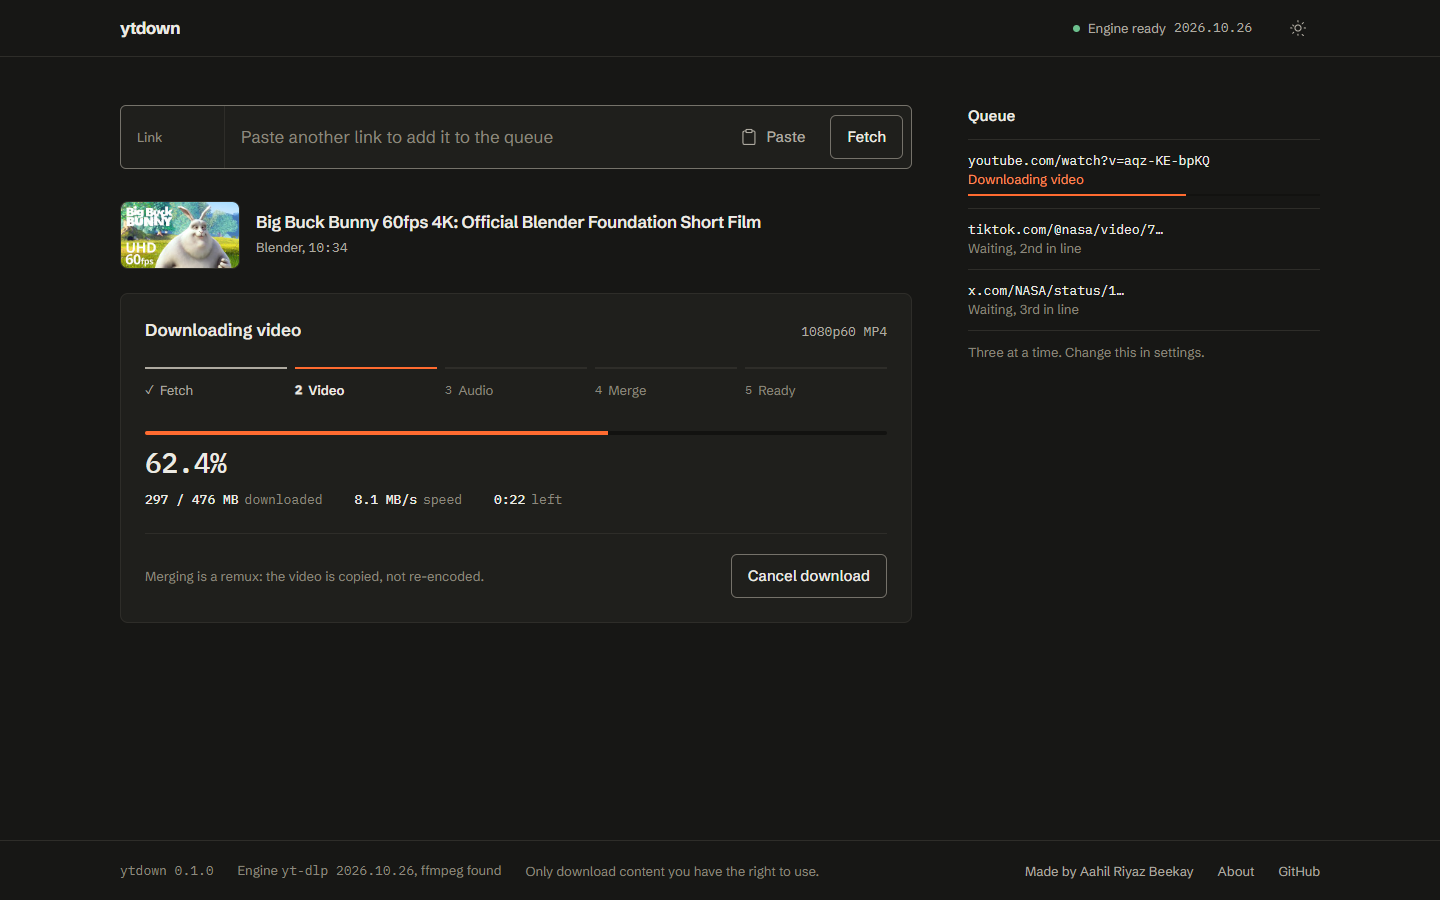 ytdown
Engine ready 2026.10.26
Link
Paste another link to add it to the queue
Paste
Fetch
Big Buck
BUNNY
UHD
60fps
Big Buck Bunny 60fps 4K: Official Blender Foundation Short Film
Blender, 10:34
Downloading video
1080p60 MP4
✓ Fetch
2 Video
3 Audio
4 Merge
5 Ready
62.4%
297 / 476 MB downloaded
8.1 MB/s speed
0:22 left
Merging is a remux: the video is copied, not re-encoded.
Cancel download
Queue
youtube.com/watch?v=aqz-KE-bpKQ
Downloading video
tiktok.com/@nasa/video/7…
Waiting, 2nd in line
x.com/NASA/status/1…
Waiting, 3rd in line
Three at a time. Change this in settings.
ytdown 0.1.0
Engine yt-dlp 2026.10.26, ffmpeg found
Only download content you have the right to use.
Made by Aahil Riyaz Beekay
About
GitHub